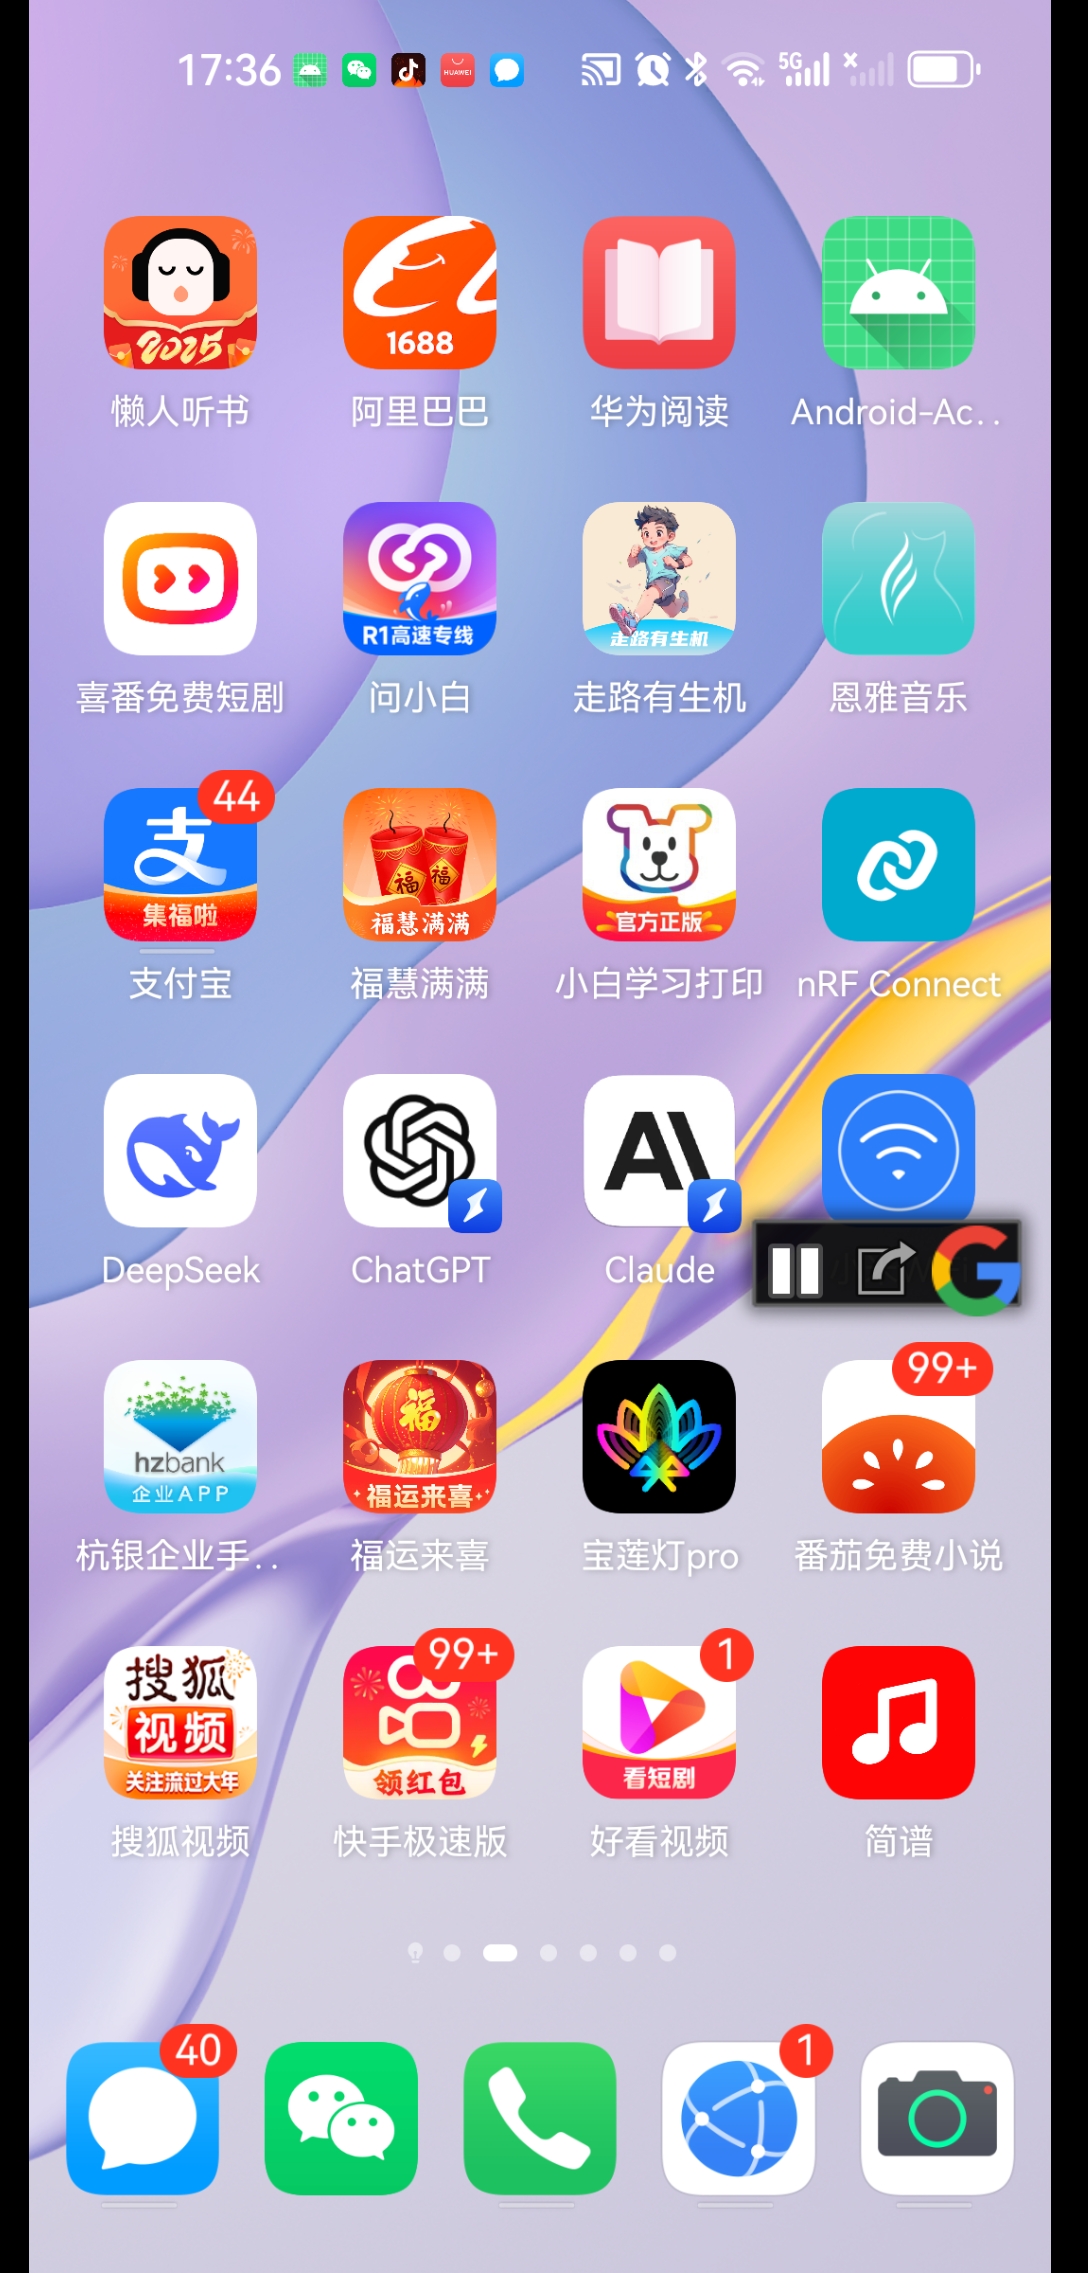 17:36
HUAWEI
5G
2025
懒人听书
1688
阿里巴巴
华为阅读
Android-Ac..
喜番免费短剧
R1高速专线
问小白
走路有生机
走路有生机
恩雅音乐
44
支
集福啦
支付宝
福 福
福慧满满
福慧满满
官方正版
小白学习打印
nRF Connect
DeepSeek
ChatGPT
Claude
hzbank
企业APP
杭银企业手..
福
福运来喜
福运来喜
宝莲灯pro
99+
番茄免费小说
搜狐
视频
关注流过大年
搜狐视频
99+
领红包
快手极速版
1
看短剧
好看视频
简谱
40
1